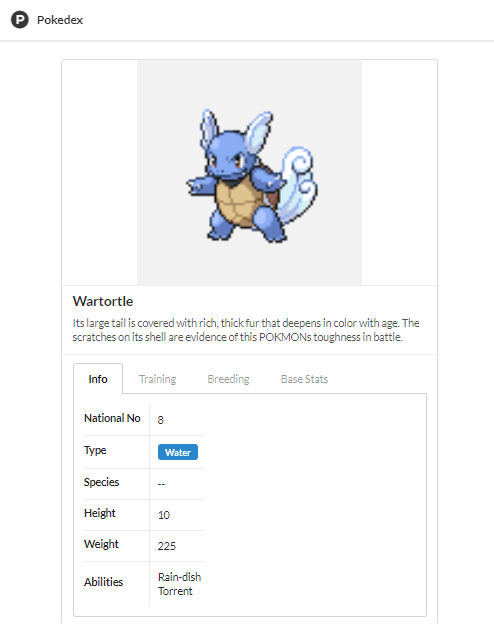 P Pokedex
Wartortle
Its large tail is covered with rich, thick fur that deepens in color with age. The
scratches on its shell are evidence of this POKMONs toughness in battle.
Info Training Breeding Base Stats
National No 8
Type Water
Species --
Height 10
Weight 225
Abilities Rain-dish
Torrent